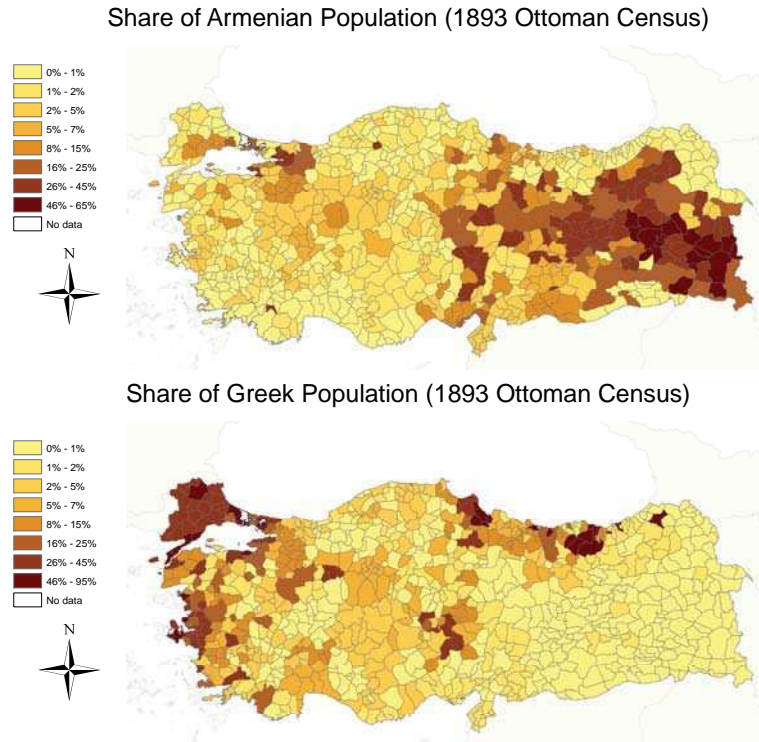 Share of Armenian Population (1893 Ottoman Census)
0% - 1%
1% - 2%
2% - 5%
5% - 7%
8% - 15%
16% - 25%
26% - 45%
46% - 65%
No data
N
Share of Greek Population (1893 Ottoman Census)
0% - 1%
1% - 2%
2% - 5%
5% - 7%
8% - 15%
16% - 25%
26% - 45%
46% - 95%
No data
N